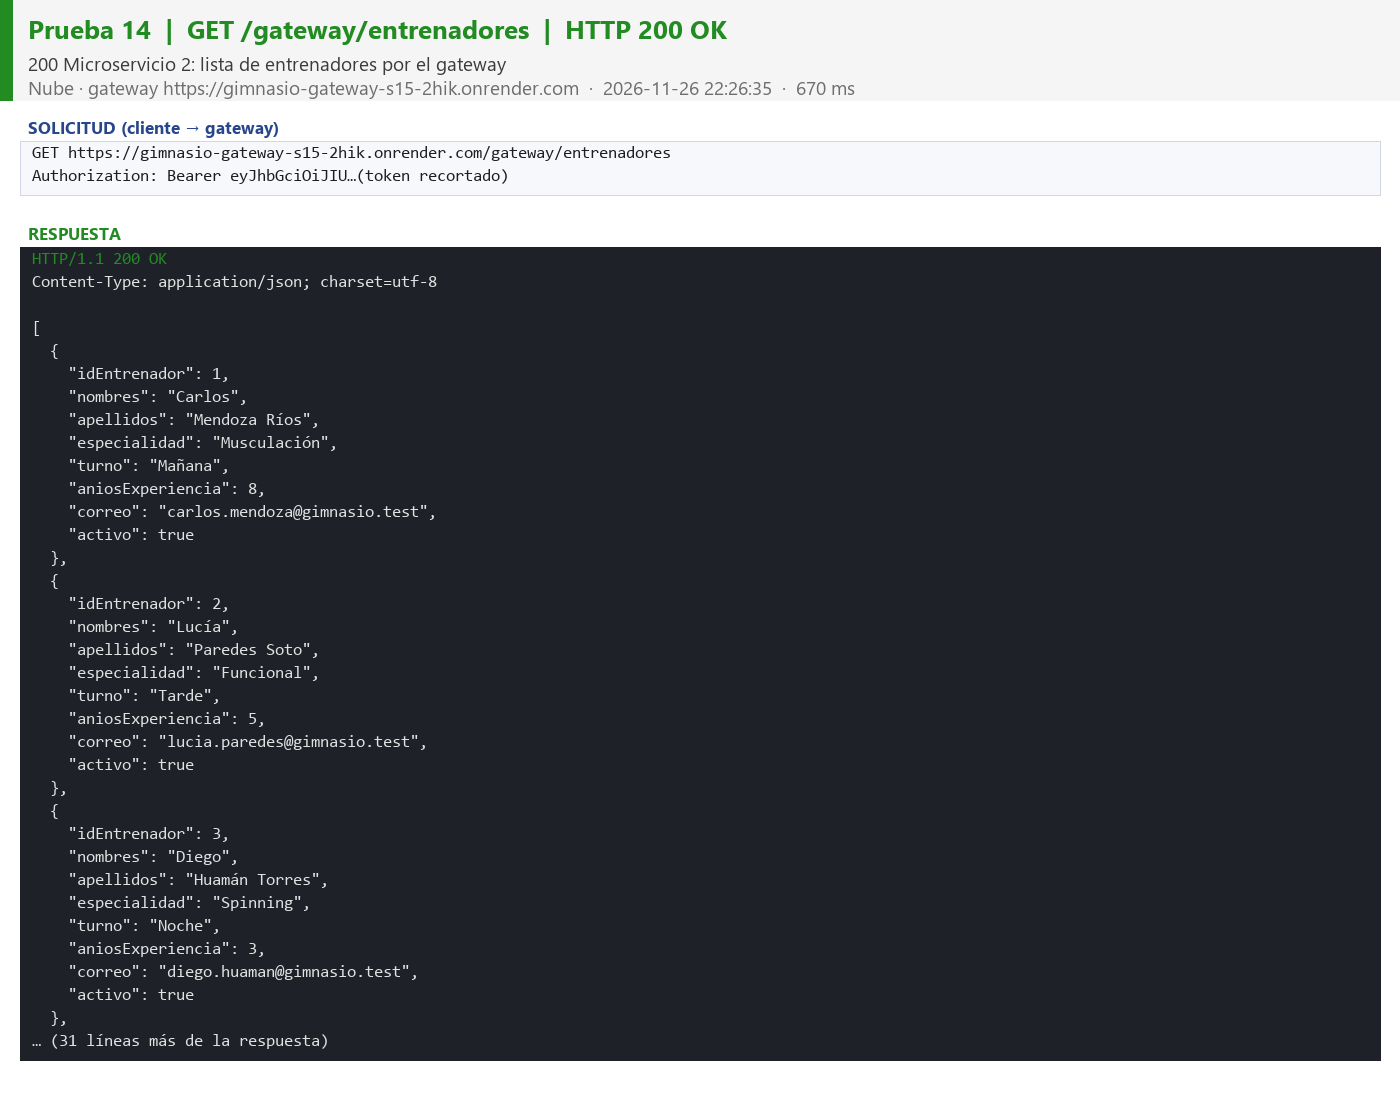 Prueba 14 | GET /gateway/entrenadores | HTTP 200 OK
200 Microservicio 2: lista de entrenadores por el gateway
Nube · gateway https://gimnasio-gateway-s15-2hik.onrender.com · 2026-11-26 22:26:35 · 670 ms
SOLICITUD (cliente → gateway)
GET https://gimnasio-gateway-s15-2hik.onrender.com/gateway/entrenadores
Authorization: Bearer eyJhbGciOiJIU…(token recortado)
RESPUESTA
HTTP/1.1 200 OK
Content-Type: application/json; charset=utf-8
[
  {
    "idEntrenador": 1,
    "nombres": "Carlos",
    "apellidos": "Mendoza Ríos",
    "especialidad": "Musculación",
    "turno": "Mañana",
    "aniosExperiencia": 8,
    "correo": "carlos.mendoza@gimnasio.test",
    "activo": true
  },
  {
    "idEntrenador": 2,
    "nombres": "Lucía",
    "apellidos": "Paredes Soto",
    "especialidad": "Funcional",
    "turno": "Tarde",
    "aniosExperiencia": 5,
    "correo": "lucia.paredes@gimnasio.test",
    "activo": true
  },
  {
    "idEntrenador": 3,
    "nombres": "Diego",
    "apellidos": "Huamán Torres",
    "especialidad": "Spinning",
    "turno": "Noche",
    "aniosExperiencia": 3,
    "correo": "diego.huaman@gimnasio.test",
    "activo": true
  },
… (31 líneas más de la respuesta)